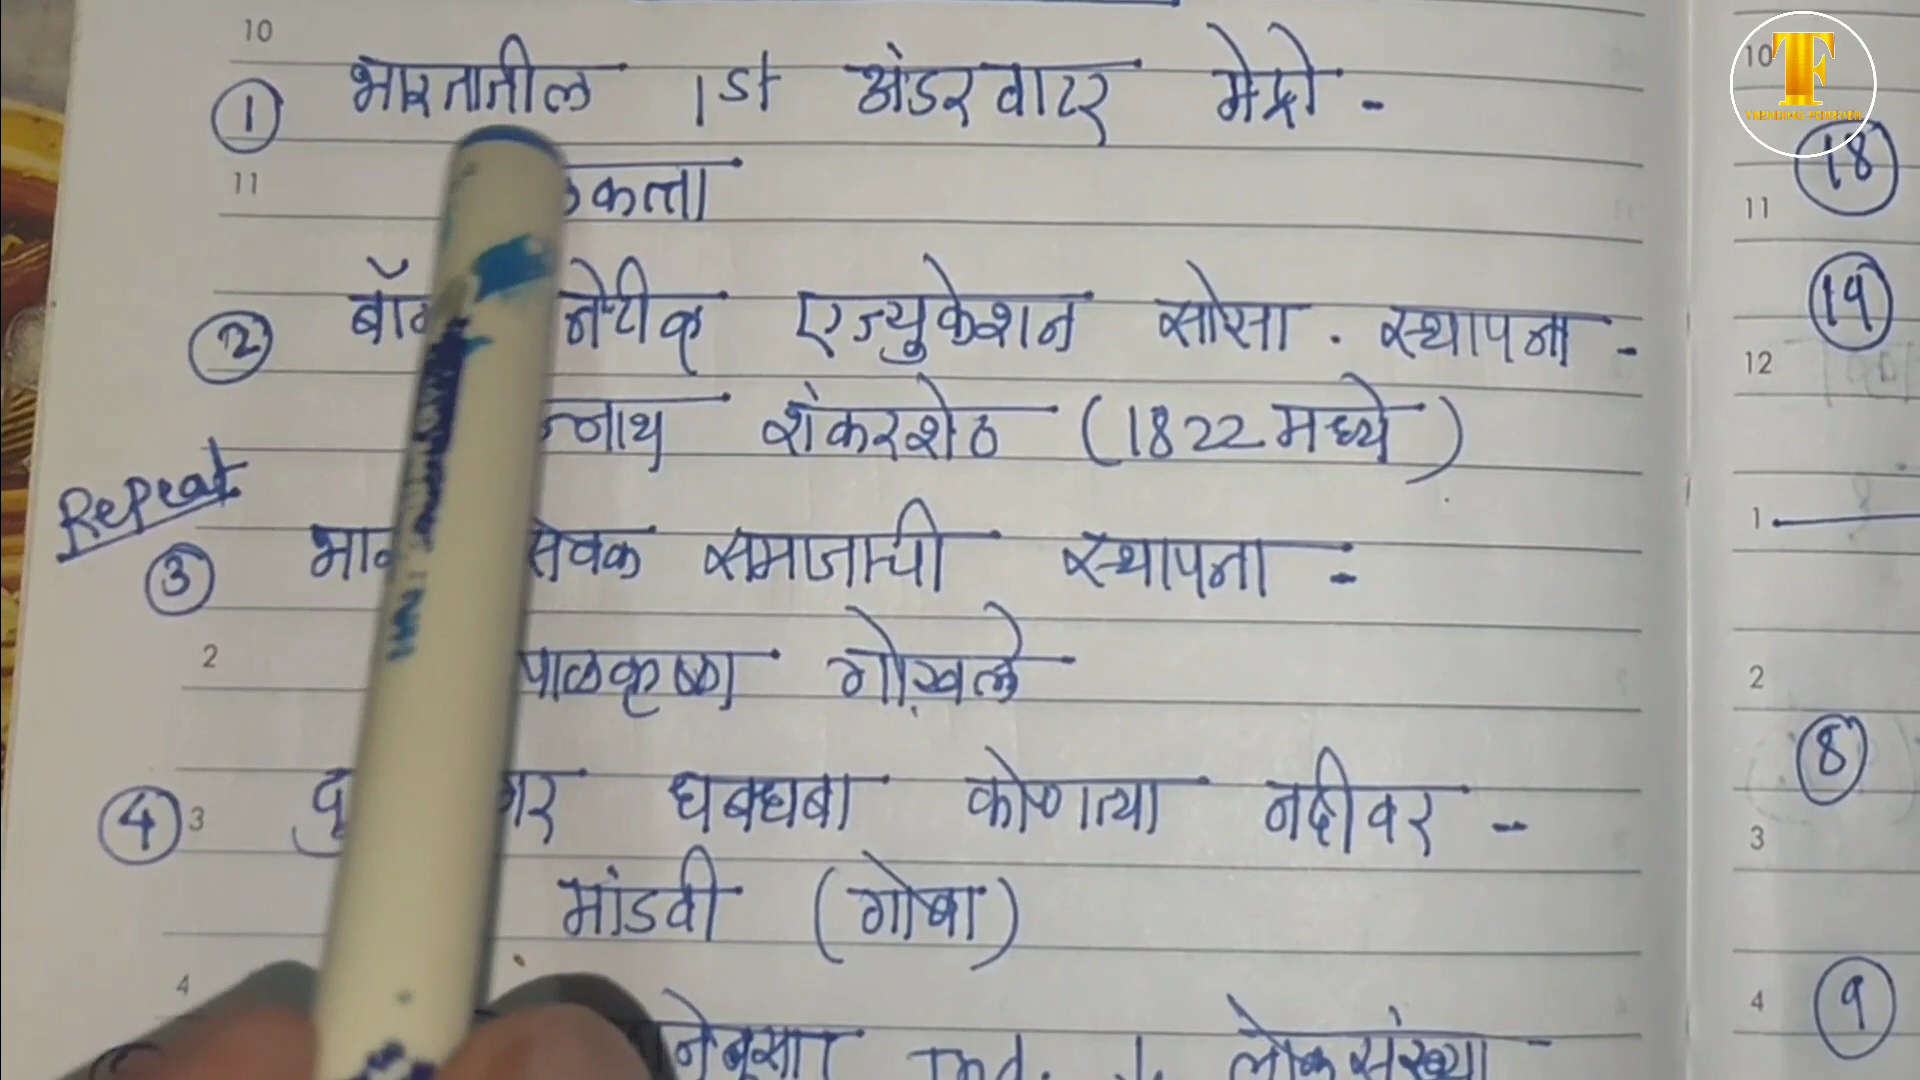 10
① भारतातील 1st अंडरवाटर मेट्रो -
11
② नेटीव्ह एज्युकेशन सोसा. स्थापना -
शंकरशेठ (1822 मध्ये)
Repeat
③ सेवक समाजाची स्थापना -
2
गोखले
④ 3 धबधबा कोणत्या नदीवर -
मांडवी (गोवा)
4
लोकसंख्या -
10
TRENDING FOREVER
18
11
19
12
1
2
8
3
4
9